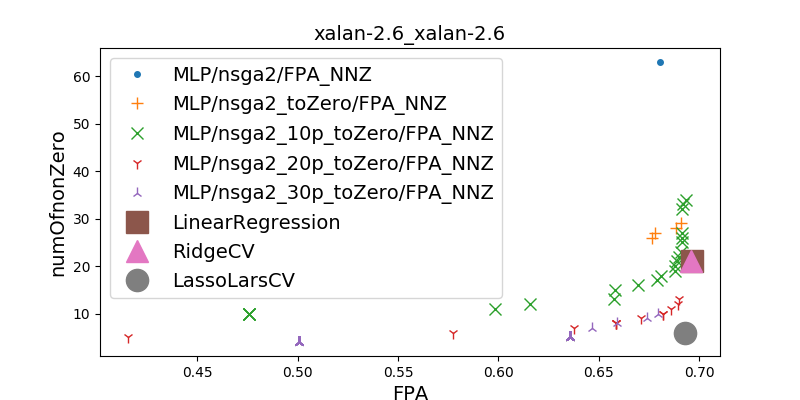 xalan-2.6_xalan-2.6
MLP/nsga2/FPA_NNZ
MLP/nsga2_toZero/FPA_NNZ
MLP/nsga2_10p_toZero/FPA_NNZ
MLP/nsga2_20p_toZero/FPA_NNZ
MLP/nsga2_30p_toZero/FPA_NNZ
LinearRegression
RidgeCV
LassoLarsCV
numOfnonZero
60
50
40
30
20
10
0.45 0.50 0.55 0.60 0.65 0.70
FPA